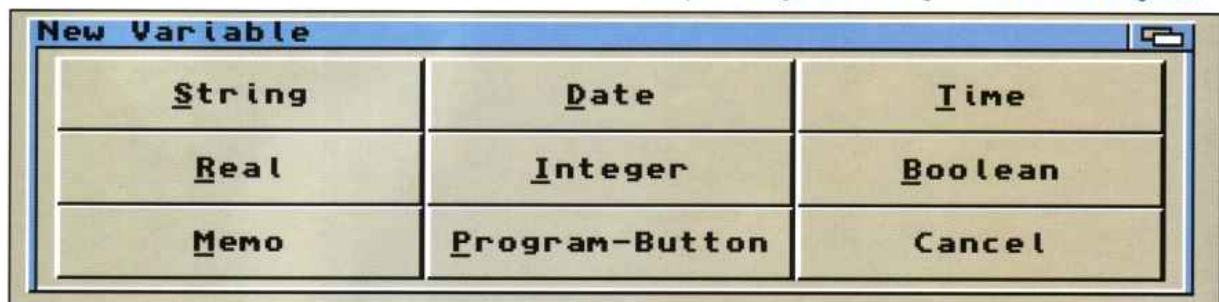 New Variable
String Date Time
Real Integer Boolean
Memo Program-Button Cancel